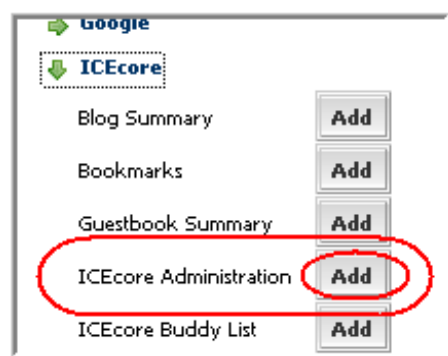 Google
ICEcore
Blog Summary Add
Bookmarks Add
Guestbook Summary Add
ICEcore Administration Add
ICEcore Buddy List Add